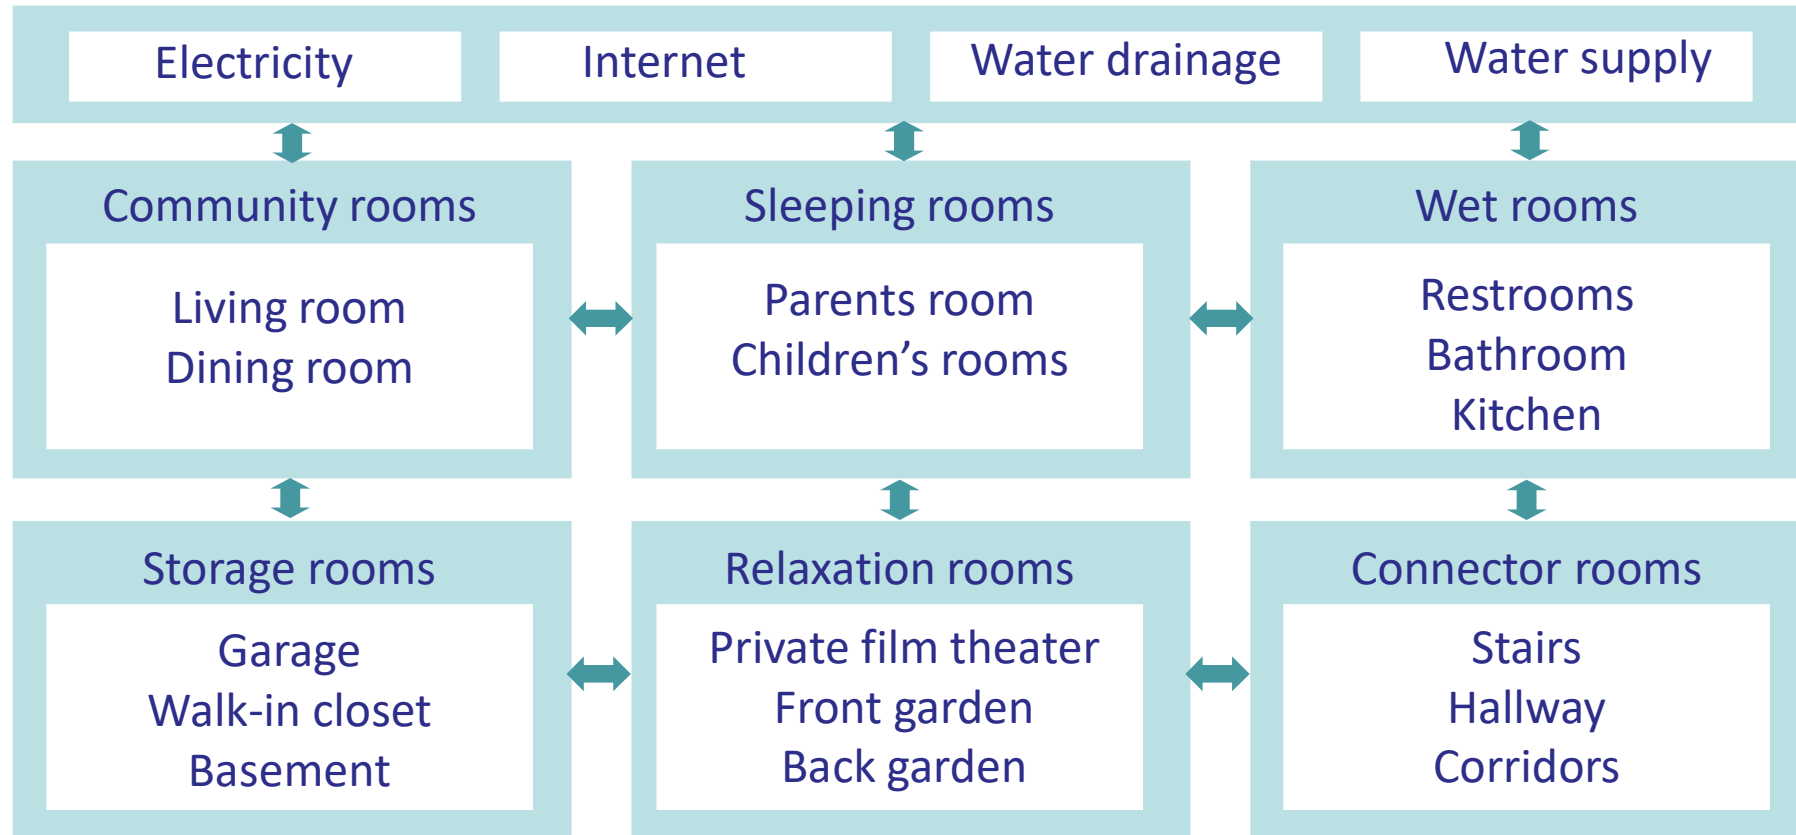 Electricity
Internet
Water drainage
Water supply
Community rooms
Living room
Dining room
Sleeping rooms
Parents room
Children’s rooms
Wet rooms
Restrooms
Bathroom
Kitchen
Storage rooms
Garage
Walk-in closet
Basement
Relaxation rooms
Private film theater
Front garden
Back garden
Connector rooms
Stairs
Hallway
Corridors